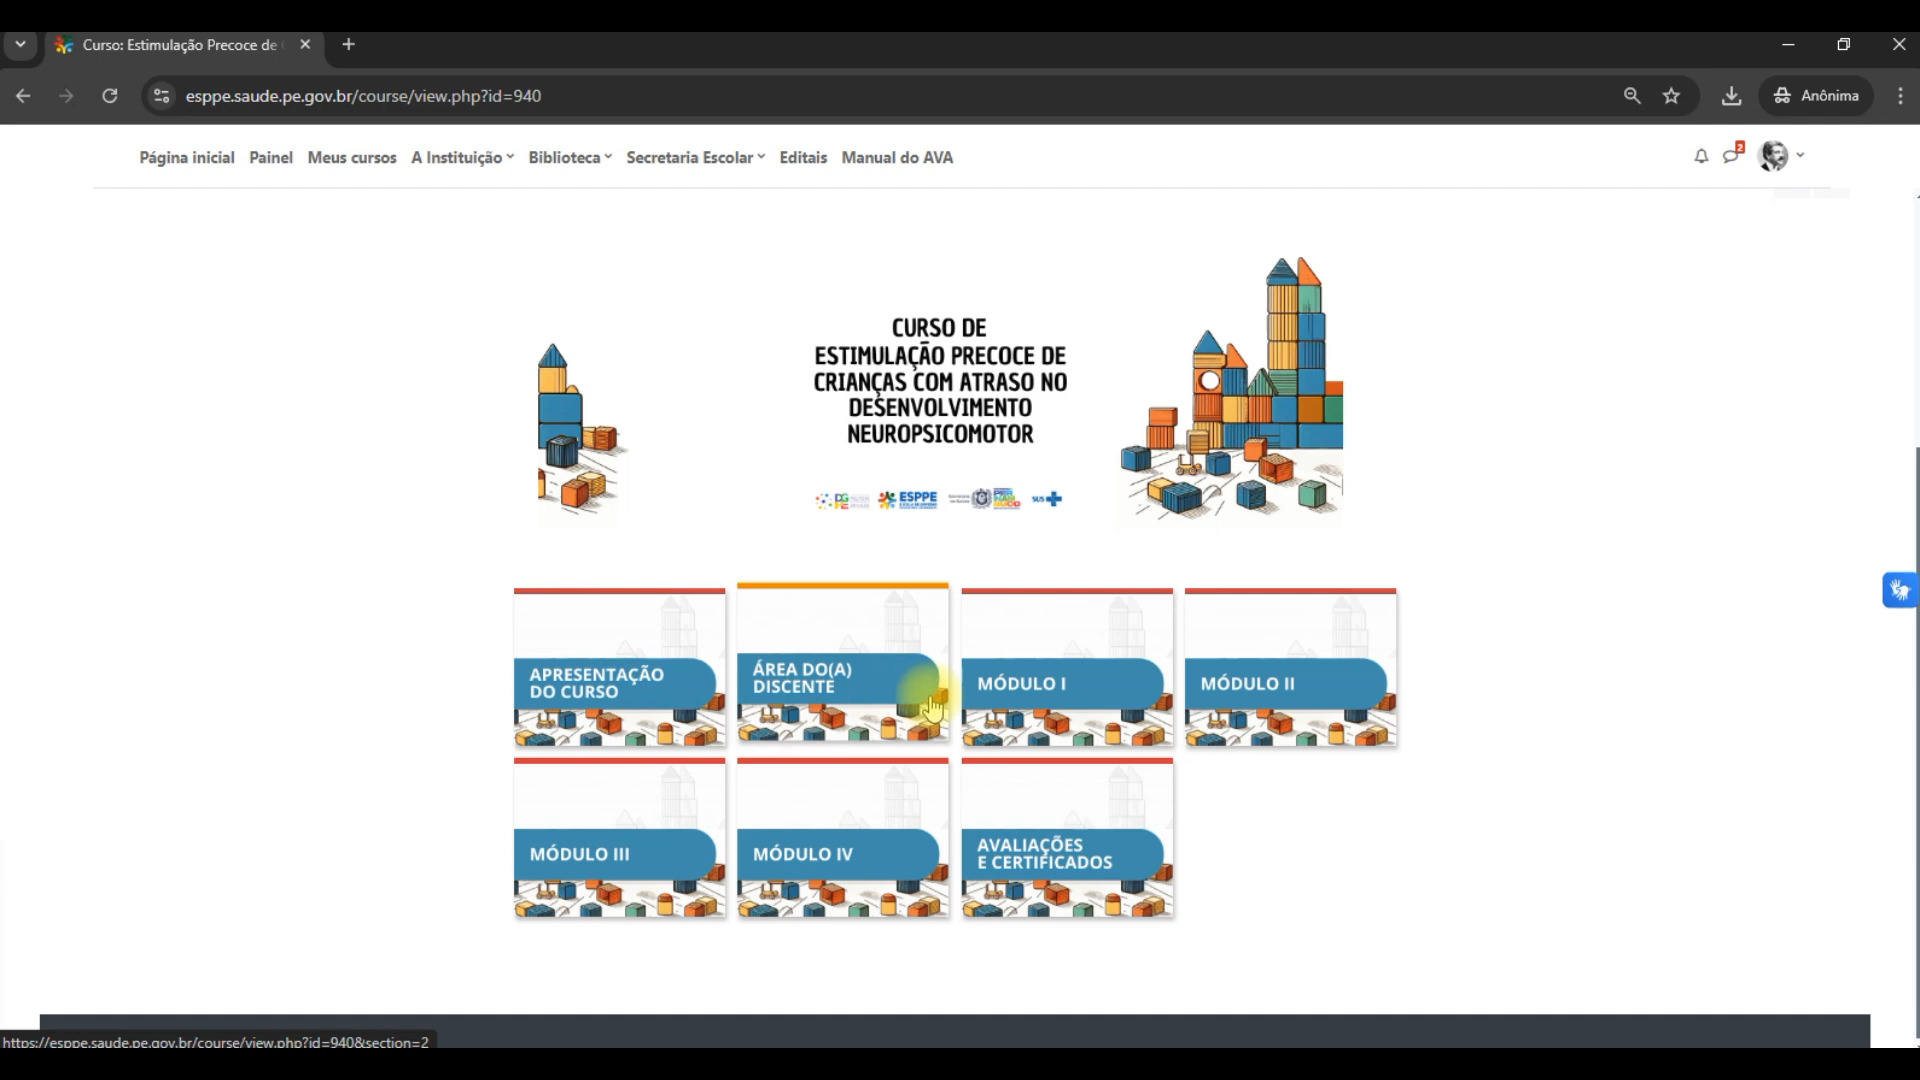 Curso: Estimulação Precoce de
esppe.saude.pe.gov.br/course/view.php?id=940
Anônima
Página inicial Painel Meus cursos A Instituição Biblioteca Secretaria Escolar Editais Manual do AVA
2
CURSO DE
ESTIMULAÇÃO PRECOCE DE
CRIANÇAS COM ATRASO NO
DESENVOLVIMENTO
NEUROPSICOMOTOR
ESPPE
SUS
APRESENTAÇÃO
DO CURSO
ÁREA DO(A)
DISCENTE
MÓDULO I
MÓDULO II
MÓDULO III
MÓDULO IV
AVALIAÇÕES
E CERTIFICADOS
https://esppe.saude.pe.gov.br/course/view.php?id=940&section=2